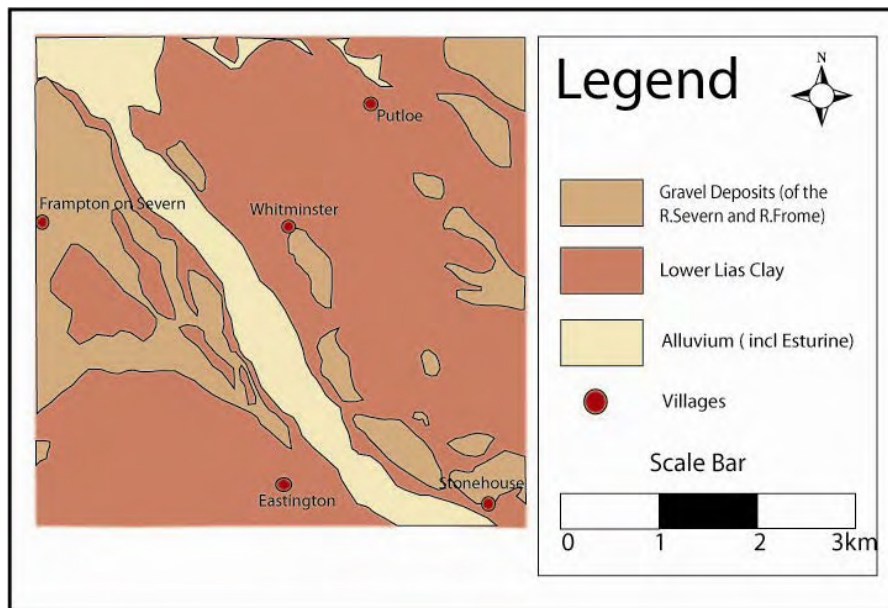 Legend
N
Putloe
Frampton on Severn
Whitminster
Eastington
Stonehouse
Gravel Deposits (of the
R.Severn and R.Frome)
Lower Lias Clay
Alluvium ( incl Esturine)
Villages
Scale Bar
0 1 2 3km